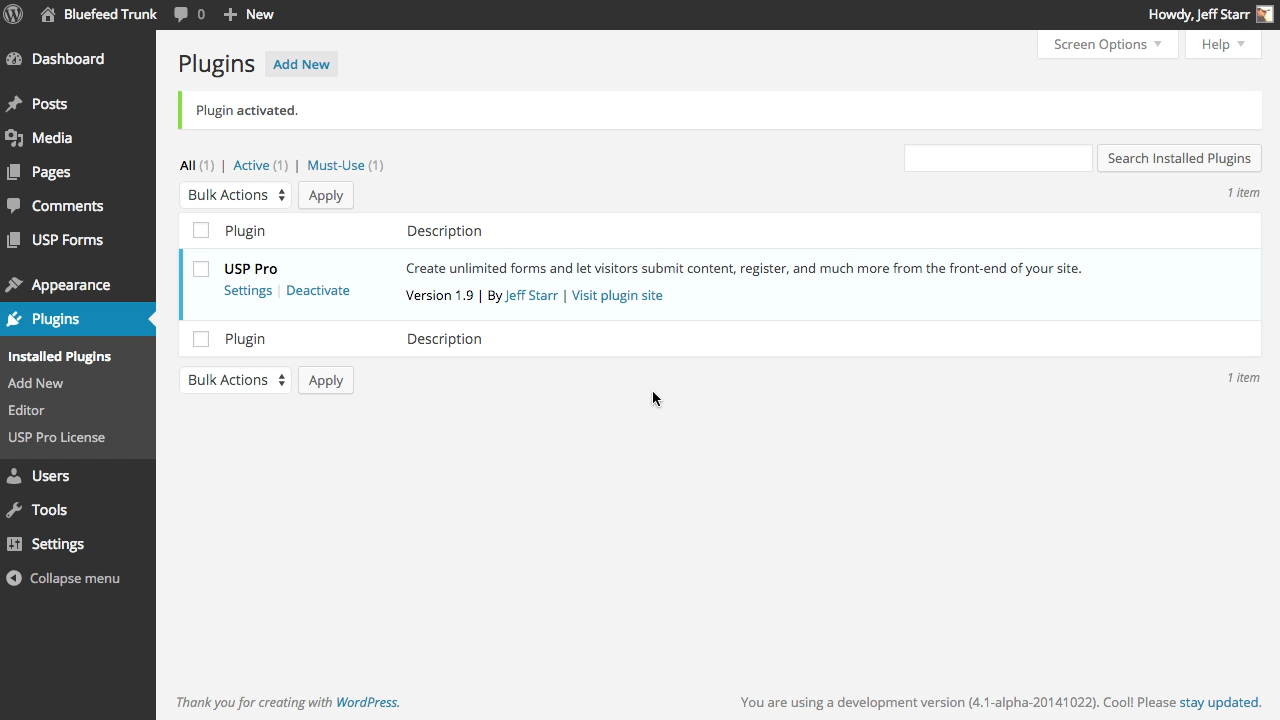 Bluefeed Trunk 0 New Howdy, Jeff Starr
Screen Options Help
Dashboard
Posts
Media
Pages
Comments
USP Forms
Appearance
Plugins
Installed Plugins
Add New
Editor
USP Pro License
Users
Tools
Settings
Collapse menu
Plugins Add New
Plugin activated.
All (1) | Active (1) | Must-Use (1) Search Installed Plugins
Bulk Actions Apply 1 item
Plugin Description
USP Pro Create unlimited forms and let visitors submit content, register, and much more from the front-end of your site.
Settings | Deactivate Version 1.9 | By Jeff Starr | Visit plugin site
Plugin Description
Bulk Actions Apply 1 item
Thank you for creating with WordPress. You are using a development version (4.1-alpha-20141022). Cool! Please stay updated.